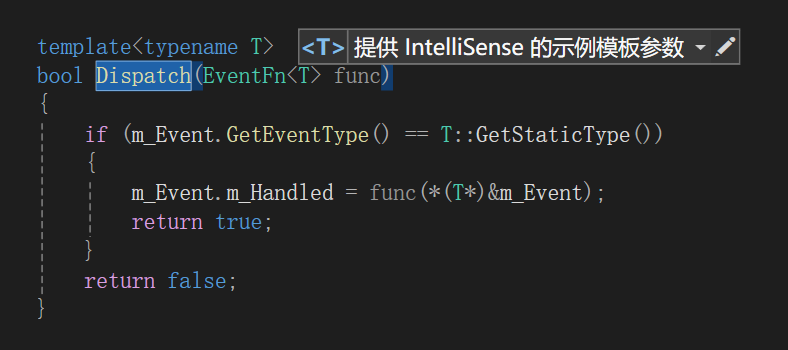 template<typename T> <T> 提供 IntelliSense 的示例模板参数
bool Dispatch(EventFn<T> func)
{
if (m_Event.GetEventType() == T::GetStaticType())
{
m_Event.m_Handled = func(*(T*)&m_Event);
return true;
}
return false;
}